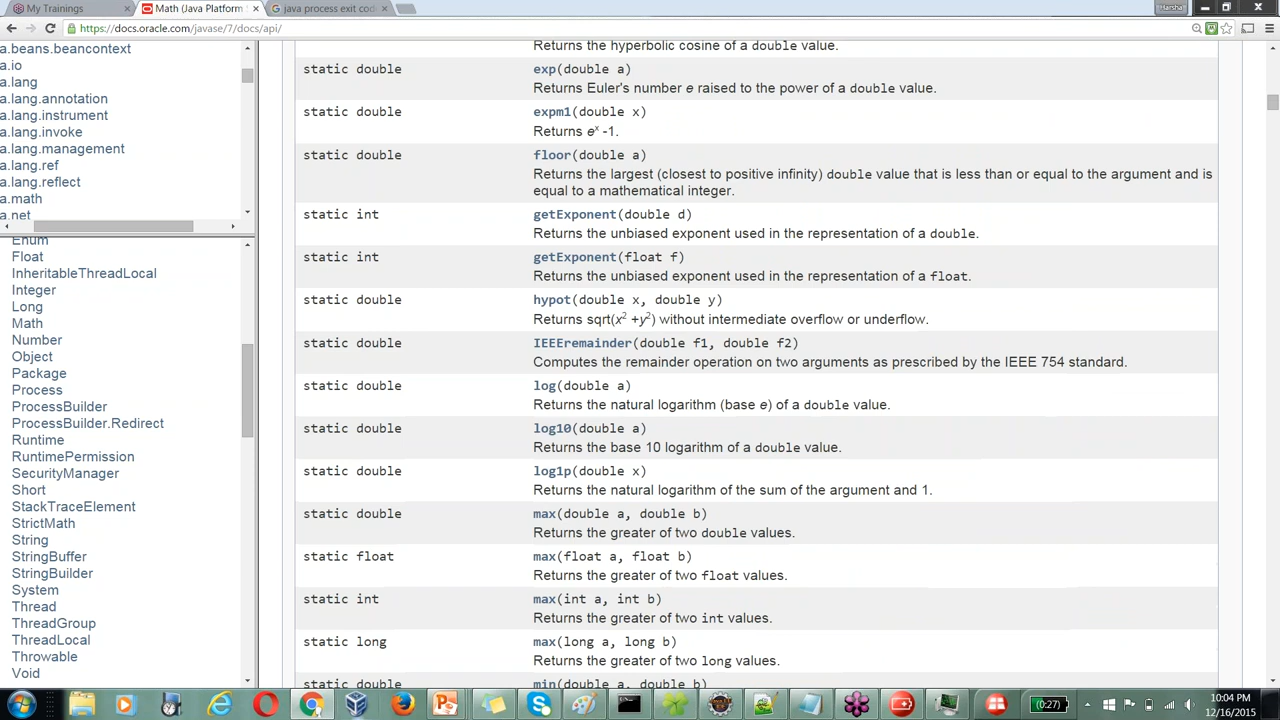 My Trainings
Math (Java Platform
java process exit cod
Harsha
https://docs.oracle.com/javase/7/docs/api/
a.beans.beancontext
a.io
a.lang
a.lang.annotation
a.lang.instrument
a.lang.invoke
a.lang.management
a.lang.ref
a.lang.reflect
a.math
a.net
Enum
Float
InheritableThreadLocal
Integer
Long
Math
Number
Object
Package
Process
ProcessBuilder
ProcessBuilder.Redirect
Runtime
RuntimePermission
SecurityManager
Short
StackTraceElement
StrictMath
String
StringBuffer
StringBuilder
System
Thread
ThreadGroup
ThreadLocal
Throwable
Void
Returns the hyperbolic cosine of a double value.
static double exp(double a)
Returns Euler's number e raised to the power of a double value.
static double expm1(double x)
Returns eˣ -1.
static double floor(double a)
Returns the largest (closest to positive infinity) double value that is less than or equal to the argument and is
equal to a mathematical integer.
static int getExponent(double d)
Returns the unbiased exponent used in the representation of a double.
static int getExponent(float f)
Returns the unbiased exponent used in the representation of a float.
static double hypot(double x, double y)
Returns sqrt(x² +y²) without intermediate overflow or underflow.
static double IEEEremainder(double f1, double f2)
Computes the remainder operation on two arguments as prescribed by the IEEE 754 standard.
static double log(double a)
Returns the natural logarithm (base e) of a double value.
static double log10(double a)
Returns the base 10 logarithm of a double value.
static double log1p(double x)
Returns the natural logarithm of the sum of the argument and 1.
static double max(double a, double b)
Returns the greater of two double values.
static float max(float a, float b)
Returns the greater of two float values.
static int max(int a, int b)
Returns the greater of two int values.
static long max(long a, long b)
Returns the greater of two long values.
static double min(double a, double b)
(0:27)
10:04 PM
12/16/2015